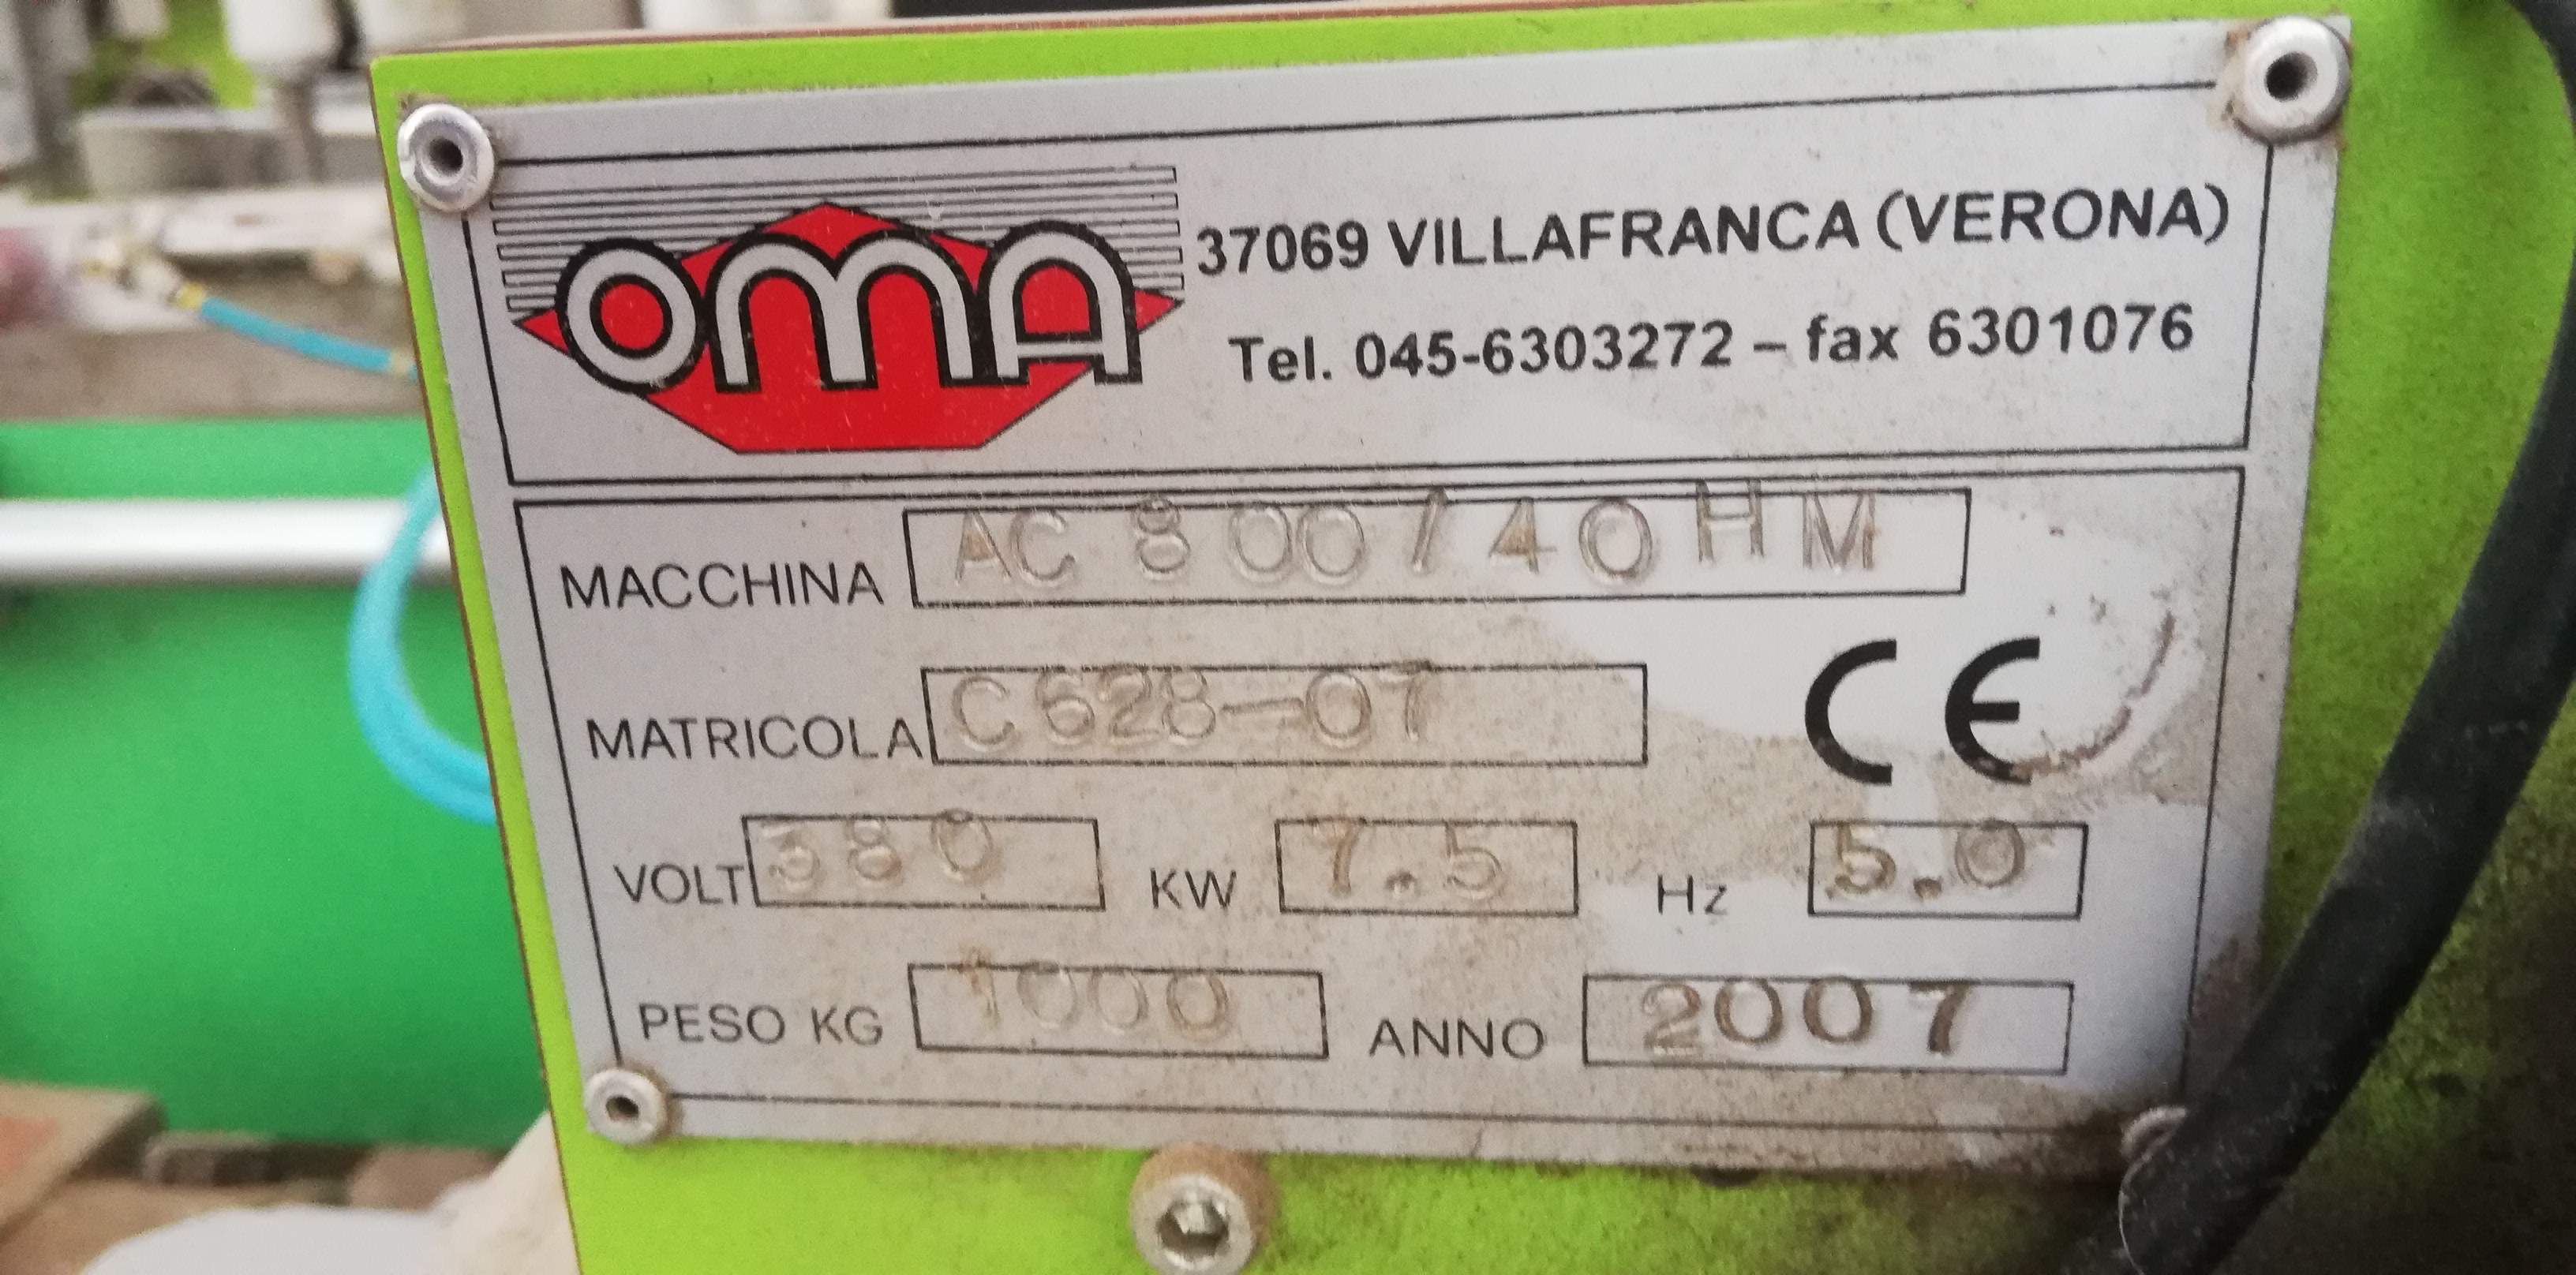 OMA
37069 VILLAFRANCA (VERONA)
Tel. 045-6303272 – fax 6301076
MACCHINA AC 800/40 HM
MATRICOLA C628-07
CE
VOLT 380 KW 7.5 Hz 5.0
PESO KG 1000 ANNO 2007